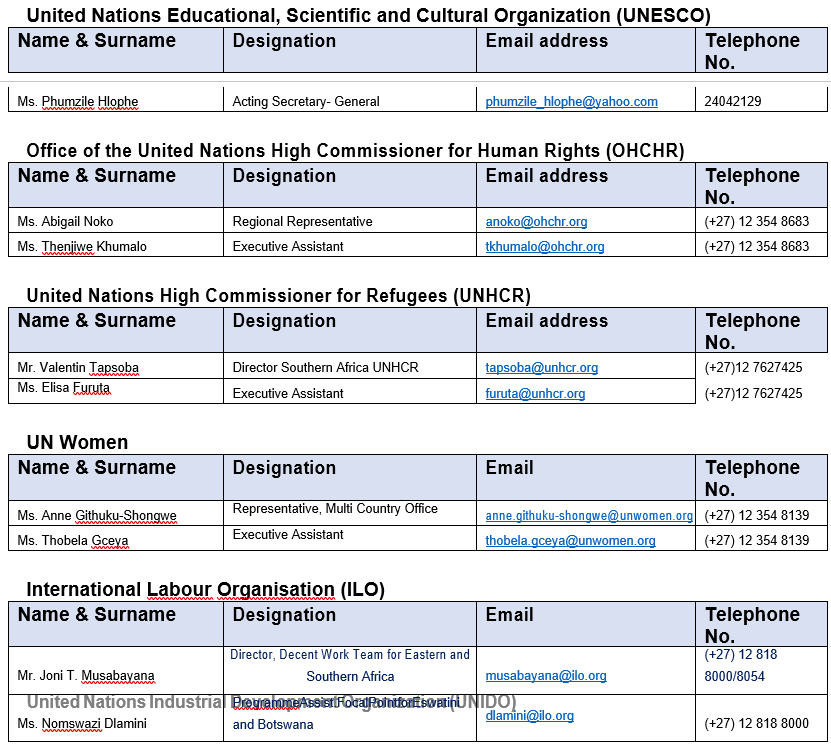 United Nations Educational, Scientific and Cultural Organization (UNESCO)
Name & Surname Designation Email address Telephone
No.
Ms. Phumzile Hlophe Acting Secretary- General phumzile_hlophe@yahoo.com 24042129
Office of the United Nations High Commissioner for Human Rights (OHCHR)
Name & Surname Designation Email address Telephone
No.
Ms. Abigail Noko Regional Representative anoko@ohchr.org (+27) 12 354 8683
Ms. Thenjiwe Khumalo Executive Assistant tkhumalo@ohchr.org (+27) 12 354 8683
United Nations High Commissioner for Refugees (UNHCR)
Name & Surname Designation Email address Telephone
No.
Mr. Valentin Tapsoba Director Southern Africa UNHCR tapsoba@unhcr.org (+27)12 7627425
Ms. Elisa Furuta Executive Assistant furuta@unhcr.org (+27)12 7627425
UN Women
Name & Surname Designation Email Telephone
No.
Ms. Anne Githuku-Shongwe Representative, Multi Country Office anne.githuku-shongwe@unwomen.org (+27) 12 354 8139
Ms. Thobela Gceya Executive Assistant thobela.gceya@unwomen.org (+27) 12 354 8139
International Labour Organisation (ILO)
Name & Surname Designation Email Telephone
No.
Director, Decent Work Team for Eastern and (+27) 12 818
Mr. Joni T. Musabayana Southern Africa musabayana@ilo.org 8000/8054
United Nations Industrial Development Organization (UNIDO)
ProgrammeAssist.FocalPointforEswatini
Ms. Nomswazi Dlamini and Botswana dlamini@ilo.org (+27) 12 818 8000